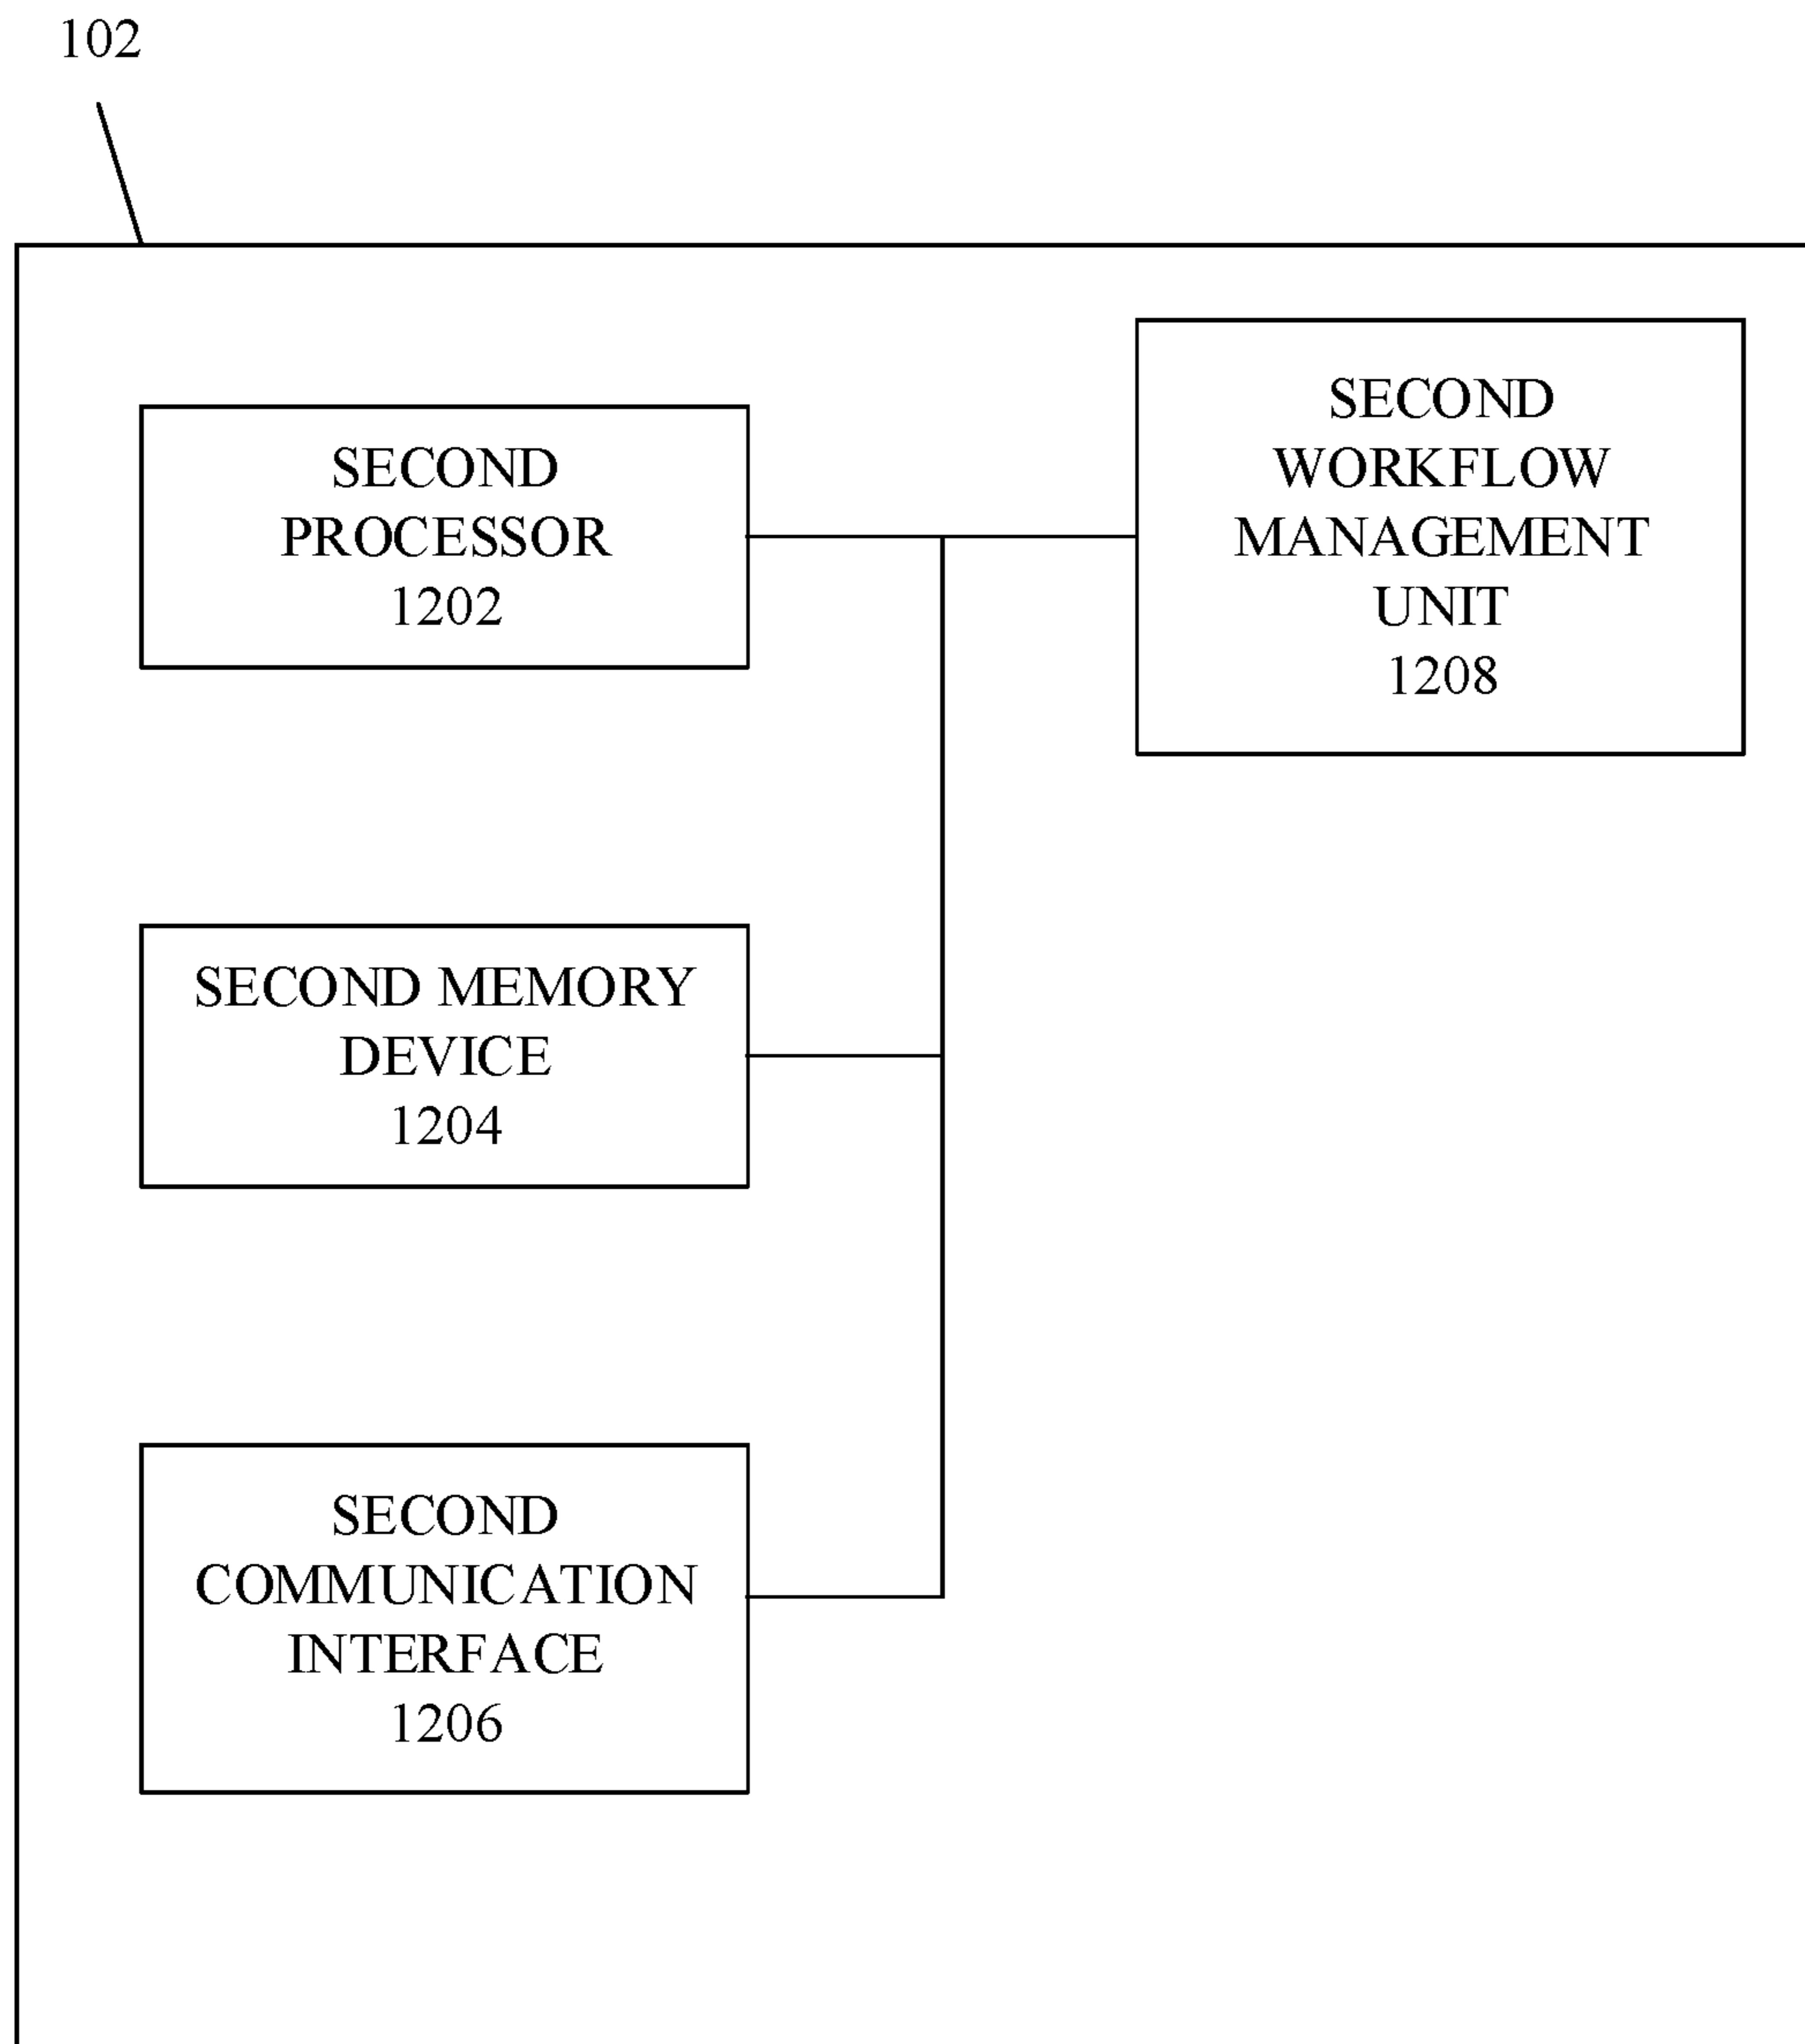 102
SECOND
PROCESSOR
1202
SECOND
WORKFLOW
MANAGEMENT
UNIT
1208
SECOND MEMORY
DEVICE
1204
SECOND
COMMUNICATION
INTERFACE
1206